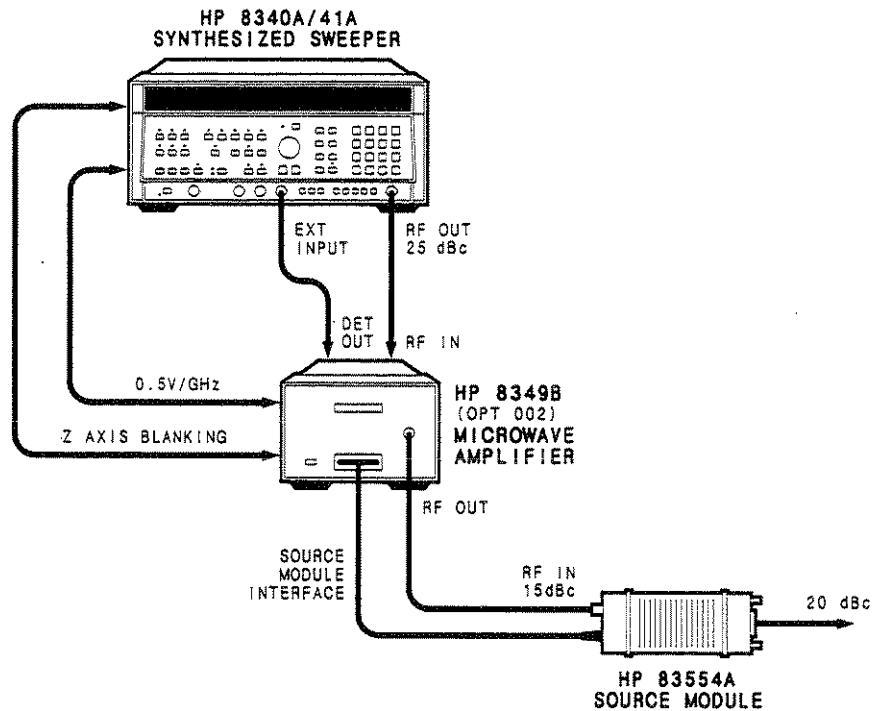 HP 8340A/41A
SYNTHESIZED SWEEPER
EXT
INPUT
RF OUT
25 dBc
DET
OUT
RF IN
0.5V/GHz
HP 8349B
(OPT 002)
MICROWAVE
AMPLIFIER
Z AXIS BLANKING
RF OUT
SOURCE
MODULE
INTERFACE
RF IN
15dBc
20 dBc
HP 83554A
SOURCE MODULE